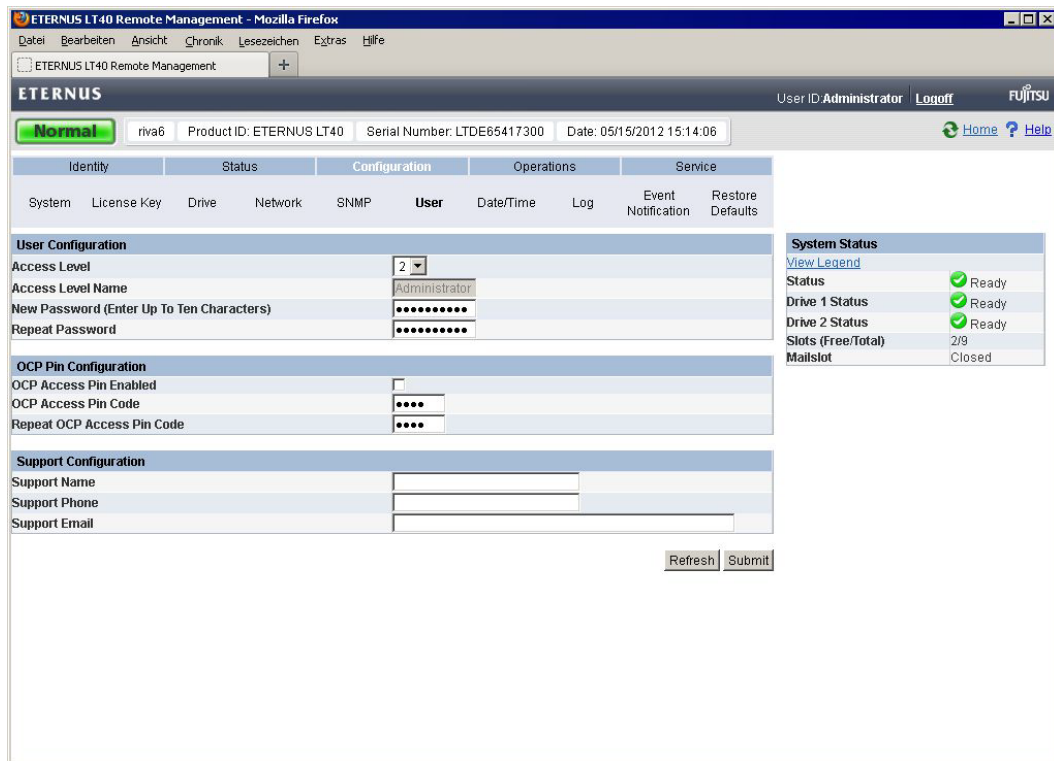 ETERNUS LT40 Remote Management - Mozilla Firefox
Datei Bearbeiten Ansicht Chronik Lesezeichen Extras Hilfe
ETERNUS LT40 Remote Management +
ETERNUS User ID:Administrator Logoff FUJITSU
Normal riva6 Product ID: ETERNUS LT40 Serial Number: LTDE65417300 Date: 05/15/2012 15:14:06 Home ? Help
Identity Status Configuration Operations Service
System License Key Drive Network SNMP User Date/Time Log Event Notification Restore Defaults
User Configuration
Access Level 2
Access Level Name Administrator
New Password (Enter Up To Ten Characters) ●●●●●●●●●●
Repeat Password ●●●●●●●●●●
OCP Pin Configuration
OCP Access Pin Enabled
OCP Access Pin Code ●●●●
Repeat OCP Access Pin Code ●●●●
Support Configuration
Support Name
Support Phone
Support Email
Refresh Submit
System Status
View Legend
Status Ready
Drive 1 Status Ready
Drive 2 Status Ready
Slots (Free/Total) 2/9
Mailslot Closed